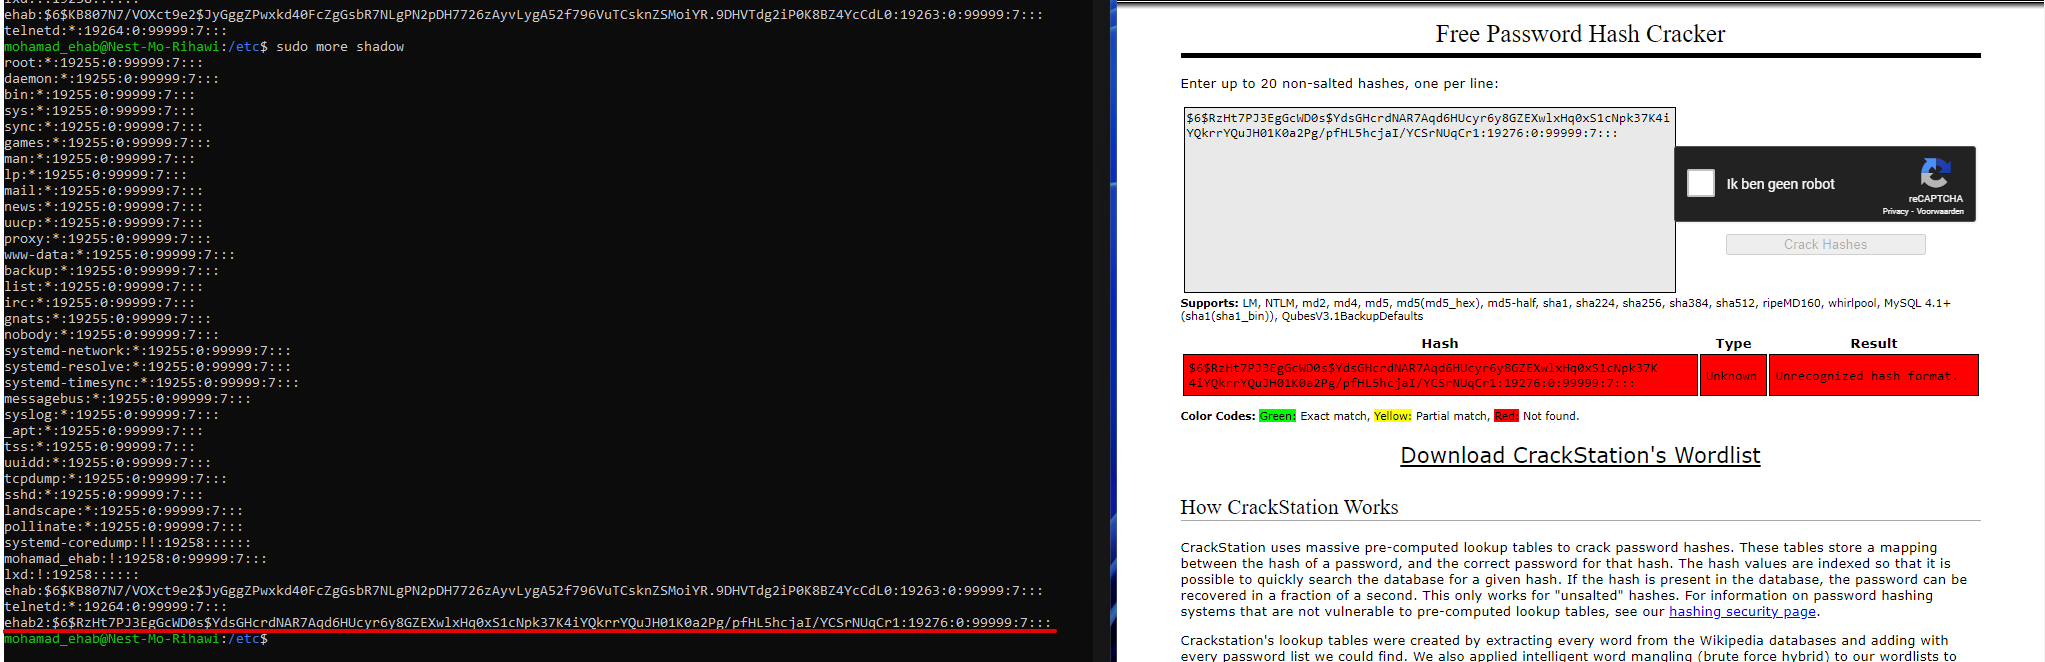 lxd:!:19258::::::
ehab:$6$KB807N7/VOXct9e2$JyGggZPwxkd40FcZgGsbR7NLgPN2pDH7726zAyvLygA52f796VuTCsknZSMoiYR.9DHVTdg2iP0K8BZ4YcCdL0:19263:0:99999:7:::
telnetd:*:19264:0:99999:7:::
mohamad_ehab@Nest-Mo-Rihawi:/etc$ sudo more shadow
root:*:19255:0:99999:7:::
daemon:*:19255:0:99999:7:::
bin:*:19255:0:99999:7:::
sys:*:19255:0:99999:7:::
sync:*:19255:0:99999:7:::
games:*:19255:0:99999:7:::
man:*:19255:0:99999:7:::
lp:*:19255:0:99999:7:::
mail:*:19255:0:99999:7:::
news:*:19255:0:99999:7:::
uucp:*:19255:0:99999:7:::
proxy:*:19255:0:99999:7:::
www-data:*:19255:0:99999:7:::
backup:*:19255:0:99999:7:::
list:*:19255:0:99999:7:::
irc:*:19255:0:99999:7:::
gnats:*:19255:0:99999:7:::
nobody:*:19255:0:99999:7:::
systemd-network:*:19255:0:99999:7:::
systemd-resolve:*:19255:0:99999:7:::
systemd-timesync:*:19255:0:99999:7:::
messagebus:*:19255:0:99999:7:::
syslog:*:19255:0:99999:7:::
_apt:*:19255:0:99999:7:::
tss:*:19255:0:99999:7:::
uuidd:*:19255:0:99999:7:::
tcpdump:*:19255:0:99999:7:::
sshd:*:19255:0:99999:7:::
landscape:*:19255:0:99999:7:::
pollinate:*:19255:0:99999:7:::
systemd-coredump:!!:19258::::::
mohamad_ehab:!:19258:0:99999:7:::
lxd:!:19258::::::
ehab:$6$KB807N7/VOXct9e2$JyGggZPwxkd40FcZgGsbR7NLgPN2pDH7726zAyvLygA52f796VuTCsknZSMoiYR.9DHVTdg2iP0K8BZ4YcCdL0:19263:0:99999:7:::
telnetd:*:19264:0:99999:7:::
ehab2:$6$RzHt7PJ3EgGcWD0s$YdsGHcrdNAR7Aqd6HUcyr6y8GZEXwlxHq0xS1cNpk37K4iYQkrrYQuJH01K0a2Pg/pfHL5hcjaI/YCSrNUqCr1:19276:0:99999:7:::
mohamad_ehab@Nest-Mo-Rihawi:/etc$
Free Password Hash Cracker
Enter up to 20 non-salted hashes, one per line:
$6$RzHt7PJ3EgGcWD0s$YdsGHcrdNAR7Aqd6HUcyr6y8GZEXwlxHq0xS1cNpk37K4i
YQkrrYQuJH01K0a2Pg/pfHL5hcjaI/YCSrNUqCr1:19276:0:99999:7:::
Ik ben geen robot
reCAPTCHA
Privacy - Voorwaarden
Crack Hashes
Supports: LM, NTLM, md2, md4, md5, md5(md5_hex), md5-half, sha1, sha224, sha256, sha384, sha512, ripeMD160, whirlpool, MySQL 4.1+
(sha1(sha1_bin)), QubesV3.1BackupDefaults
Hash Type Result
$6$RzHt7PJ3EgGcWD0s$YdsGHcrdNAR7Aqd6HUcyr6y8GZEXwlxHq0xS1cNpk37K
4iYQkrrYQuJH01K0a2Pg/pfHL5hcjaI/YCSrNUqCr1:19276:0:99999:7:::
Unknown
Unrecognized hash format.
Color Codes: Green: Exact match, Yellow: Partial match, Red: Not found.
Download CrackStation's Wordlist
How CrackStation Works
CrackStation uses massive pre-computed lookup tables to crack password hashes. These tables store a mapping
between the hash of a password, and the correct password for that hash. The hash values are indexed so that it is
possible to quickly search the database for a given hash. If the hash is present in the database, the password can be
recovered in a fraction of a second. This only works for "unsalted" hashes. For information on password hashing
systems that are not vulnerable to pre-computed lookup tables, see our hashing security page.
Crackstation's lookup tables were created by extracting every word from the Wikipedia databases and adding with
every password list we could find. We also applied intelligent word mangling (brute force hybrid) to our wordlists to